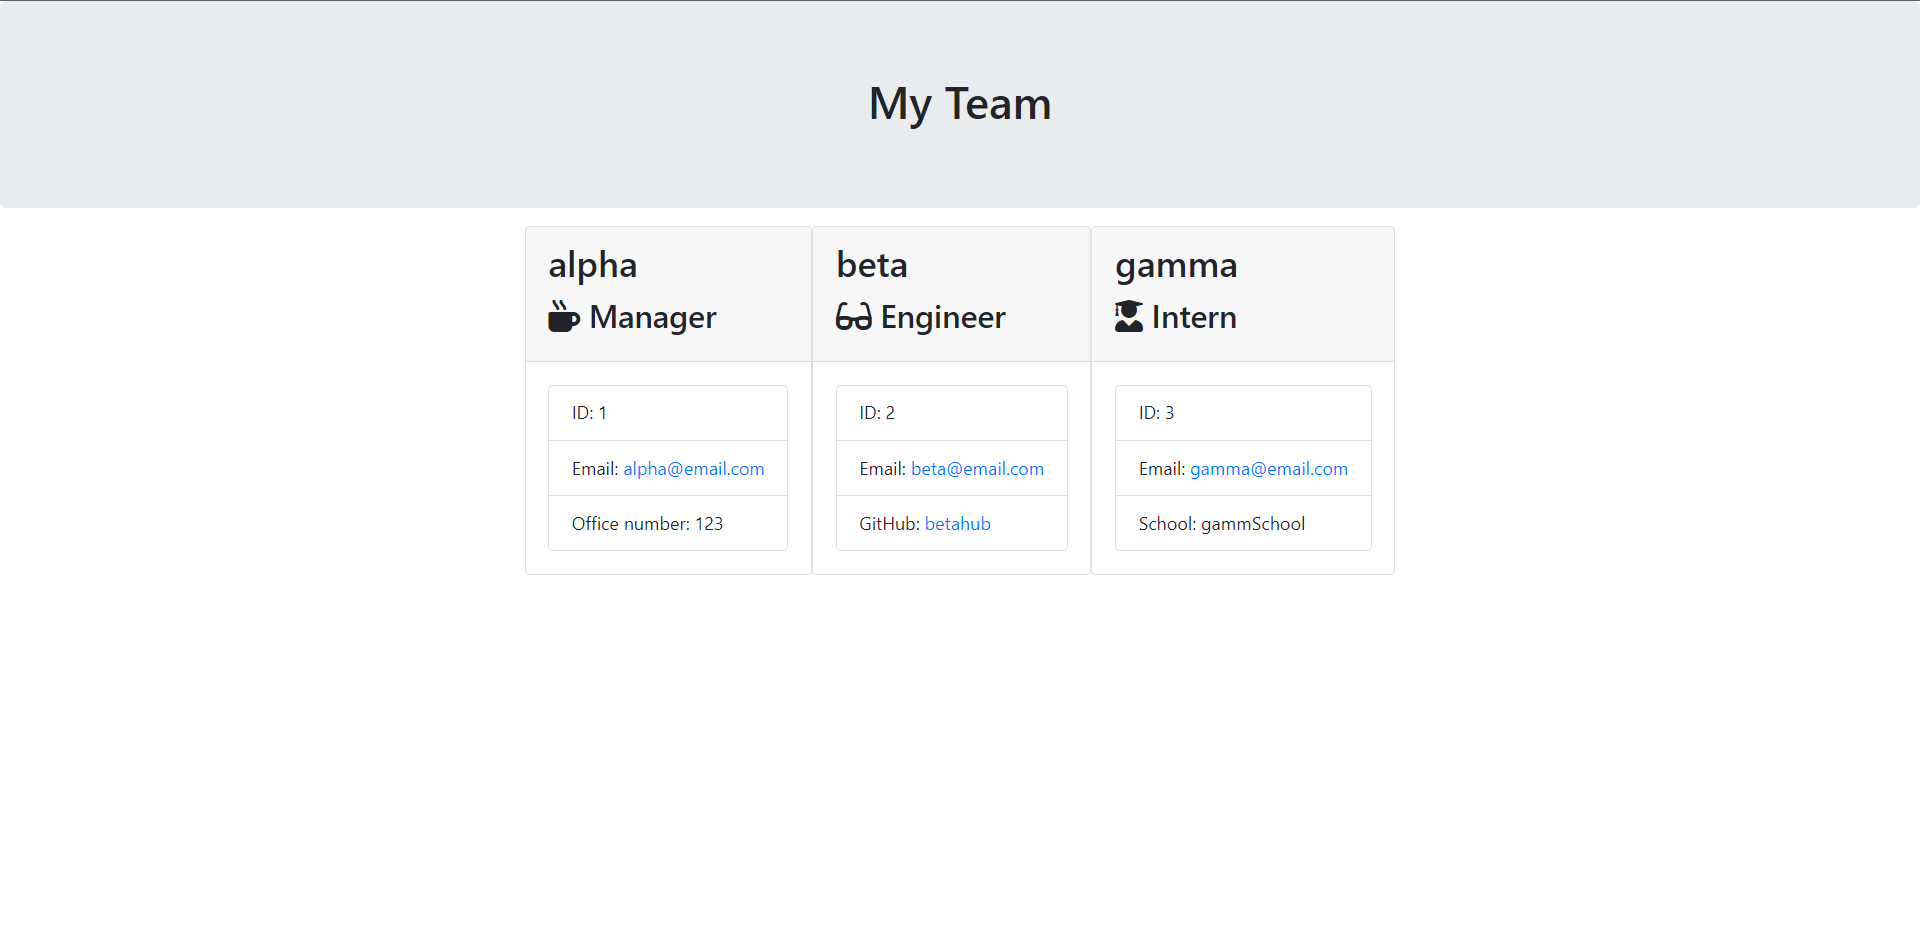 My Team
alpha
Manager
ID: 1
Email: alpha@email.com
Office number: 123
beta
Engineer
ID: 2
Email: beta@email.com
GitHub: betahub
gamma
Intern
ID: 3
Email: gamma@email.com
School: gammSchool